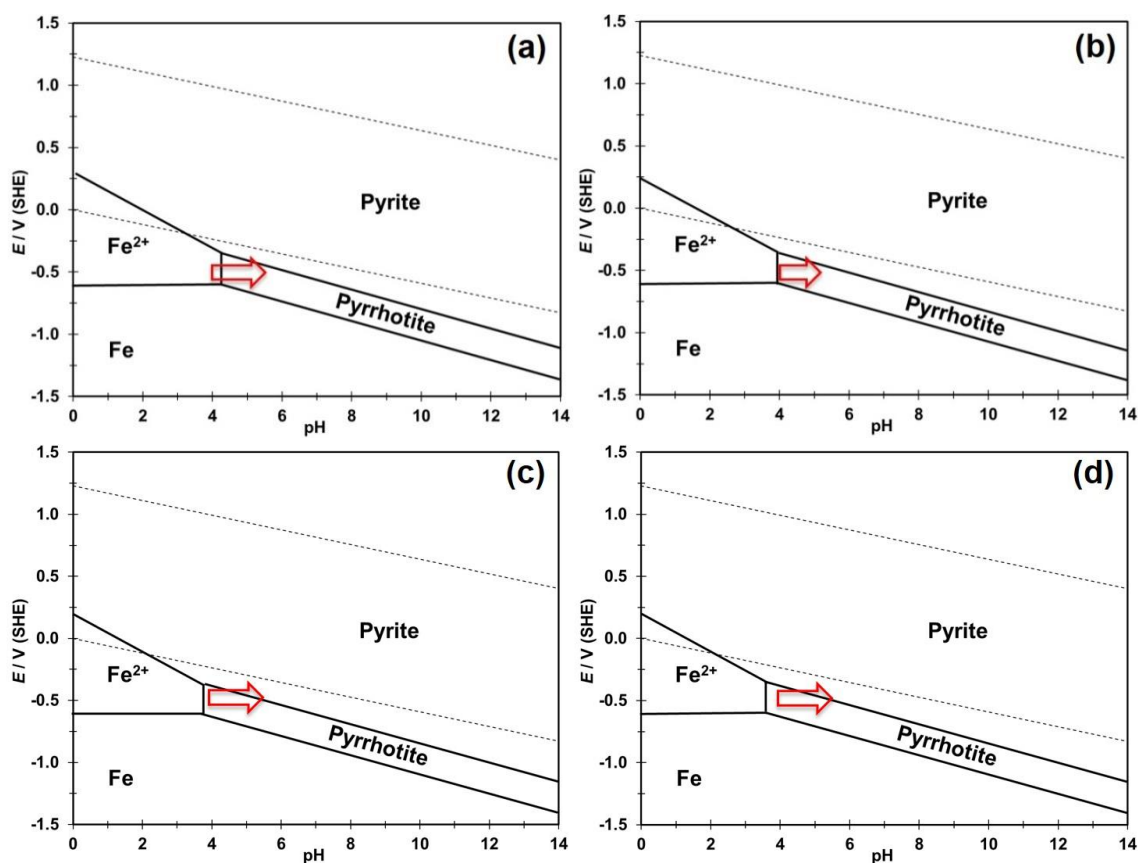 (a)
1.5
1.0
0.5
0.0
-0.5
-1.0
-1.5
E / V (SHE)
Pyrite
Fe2+
Pyrrhotite
Fe
0 2 4 6 8 10 12 14
pH
(b)
1.5
1.0
0.5
0.0
-0.5
-1.0
-1.5
E / V (SHE)
Pyrite
Fe2+
Pyrrhotite
Fe
0 2 4 6 8 10 12 14
pH
(c)
1.5
1.0
0.5
0.0
-0.5
-1.0
-1.5
E / V (SHE)
Pyrite
Fe2+
Pyrrhotite
Fe
0 2 4 6 8 10 12 14
pH
(d)
1.5
1.0
0.5
0.0
-0.5
-1.0
-1.5
E / V (SHE)
Pyrite
Fe2+
Pyrrhotite
Fe
0 2 4 6 8 10 12 14
pH